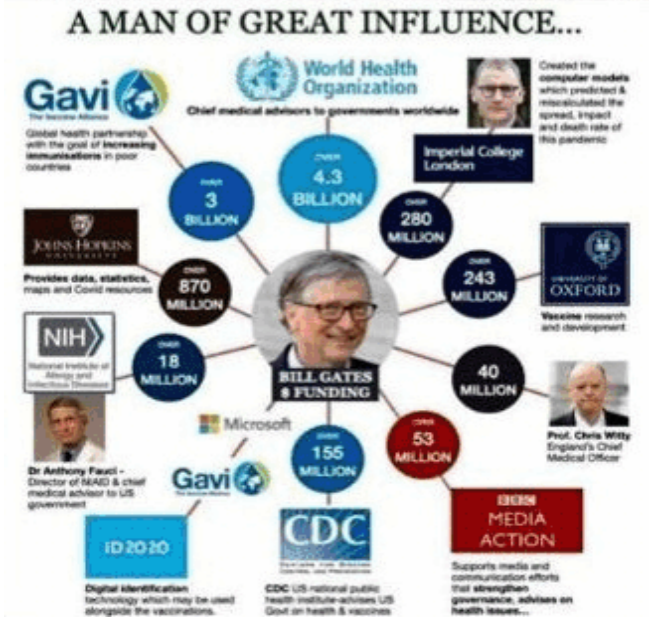 A MAN OF GREAT INFLUENCE...
Gavi
The Vaccine Alliance
Global health partnership
with the goal of increasing
immunisations in poor
countries
World Health
Organization
Chief medical advisors to governments worldwide
Created the
computer models
which predicted &
miscalculated the
spread, impact
and death rate of
this pandemic
Imperial College
London
OVER
3
BILLION
OVER
4.3
BILLION
OVER
280
MILLION
JOHNS HOPKINS
UNIVERSITY
Provides data, statistics,
maps and Covid resources
OVER
870
MILLION
OVER
243
MILLION
UNIVERSITY OF
OXFORD
Vaccine research
and development
NIH
National Institute of
Allergy and
Infectious Diseases
OVER
18
MILLION
BILL GATES
$ FUNDING
40
MILLION
Prof. Chris Witty
England's Chief
Medical Officer
Dr Anthony Fauci -
Director of NIAID & chief
medical advisor to US
government
Microsoft
Gavi
The Vaccine Alliance
OVER
155
MILLION
OVER
53
MILLION
ID2020
Digital identification
technology which may be used
alongside the vaccinations.
CDC
CENTERS FOR DISEASE
CONTROL AND PREVENTION
CDC US national public
health institute-advises US
Govt on health & vaccines
BBC
MEDIA
ACTION
Supports media and
communication efforts
that strengthen
governance, advises on
health issues...